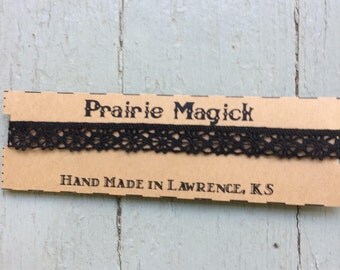 Prairie Magick
Hand Made in Lawrence, KS